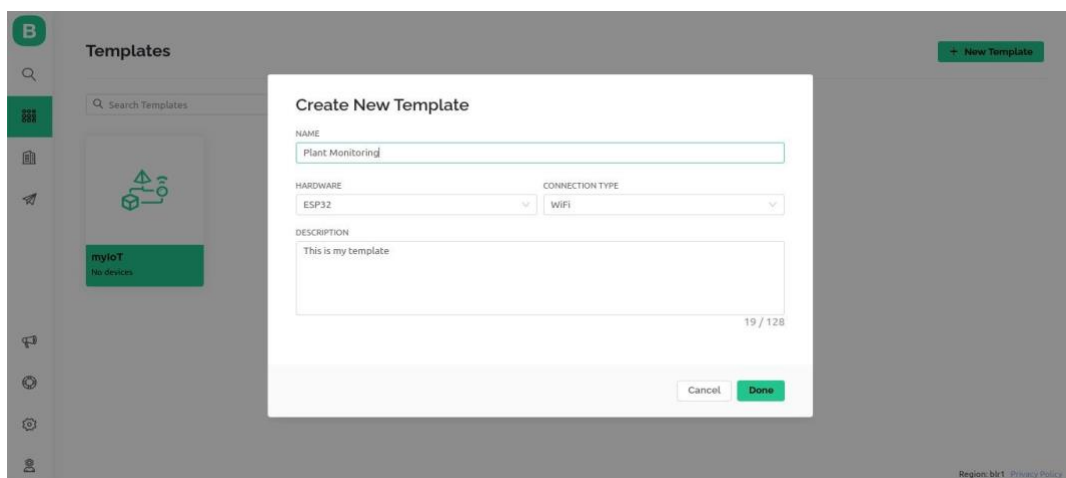 B
Templates
+ New Template
Search Templates
myIoT
No devices
Create New Template
NAME
Plant Monitoring
HARDWARE
CONNECTION TYPE
ESP32
WiFi
DESCRIPTION
This is my template
19 / 128
Cancel
Done
Region: blr1 Privacy Policy